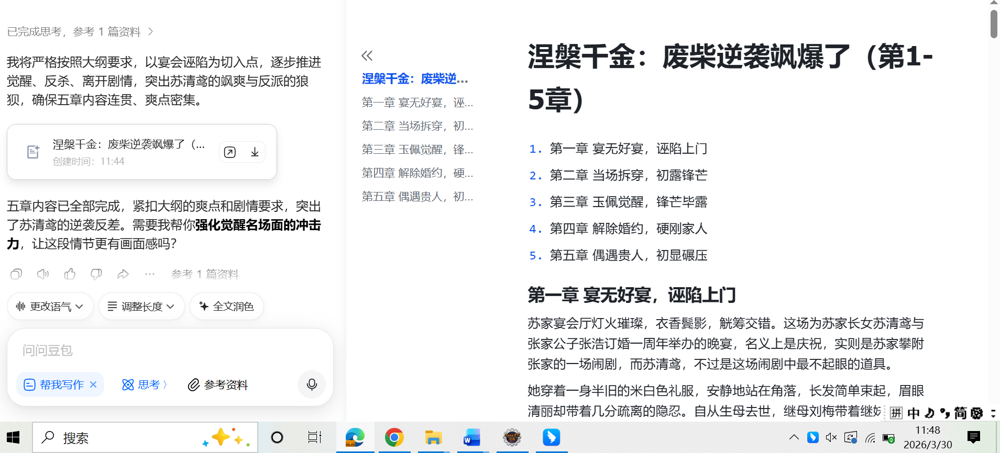 已完成思考，参考 1 篇资料
我将严格按照大纲要求，以宴会诬陷为切入点，逐步推进
觉醒、反杀、离开剧情，突出苏清鸢的飒爽与反派的狼
狈，确保五章内容连贯、爽点密集。
涅槃千金：废柴逆袭飒爆了（...
创建时间：11:44
五章内容已全部完成，紧扣大纲的爽点和剧情要求，突出
了苏清鸢的逆袭反差。需要我帮你强化觉醒名场面的冲击
力，让这段情节更有画面感吗？
参考 1 篇资料
更改语气
调整长度
全文润色
问问豆包
帮我写作
思考
参考资料
涅槃千金：废柴逆...
第一章 宴无好宴，诬...
第二章 当场拆穿，初...
第三章 玉佩觉醒，锋...
第四章 解除婚约，硬...
第五章 偶遇贵人，初...
涅槃千金：废柴逆袭飒爆了（第1-
5章）
1. 第一章 宴无好宴，诬陷上门
2. 第二章 当场拆穿，初露锋芒
3. 第三章 玉佩觉醒，锋芒毕露
4. 第四章 解除婚约，硬刚家人
5. 第五章 偶遇贵人，初显碾压
第一章 宴无好宴，诬陷上门
苏家宴会厅灯火璀璨，衣香鬓影，觥筹交错。这场为苏家长女苏清鸢与
张家公子张浩订婚一周年举办的晚宴，名义上是庆祝，实则是苏家攀附
张家的一场闹剧，而苏清鸢，不过是这场闹剧中最不起眼的道具。
她穿着一身半旧的米白色礼服，安静地站在角落，长发简单束起，眉眼
清丽却带着几分疏离的隐忍。自从生母去世，继母刘梅带着继
拼 中 简
搜索
11:48
2026/3/30